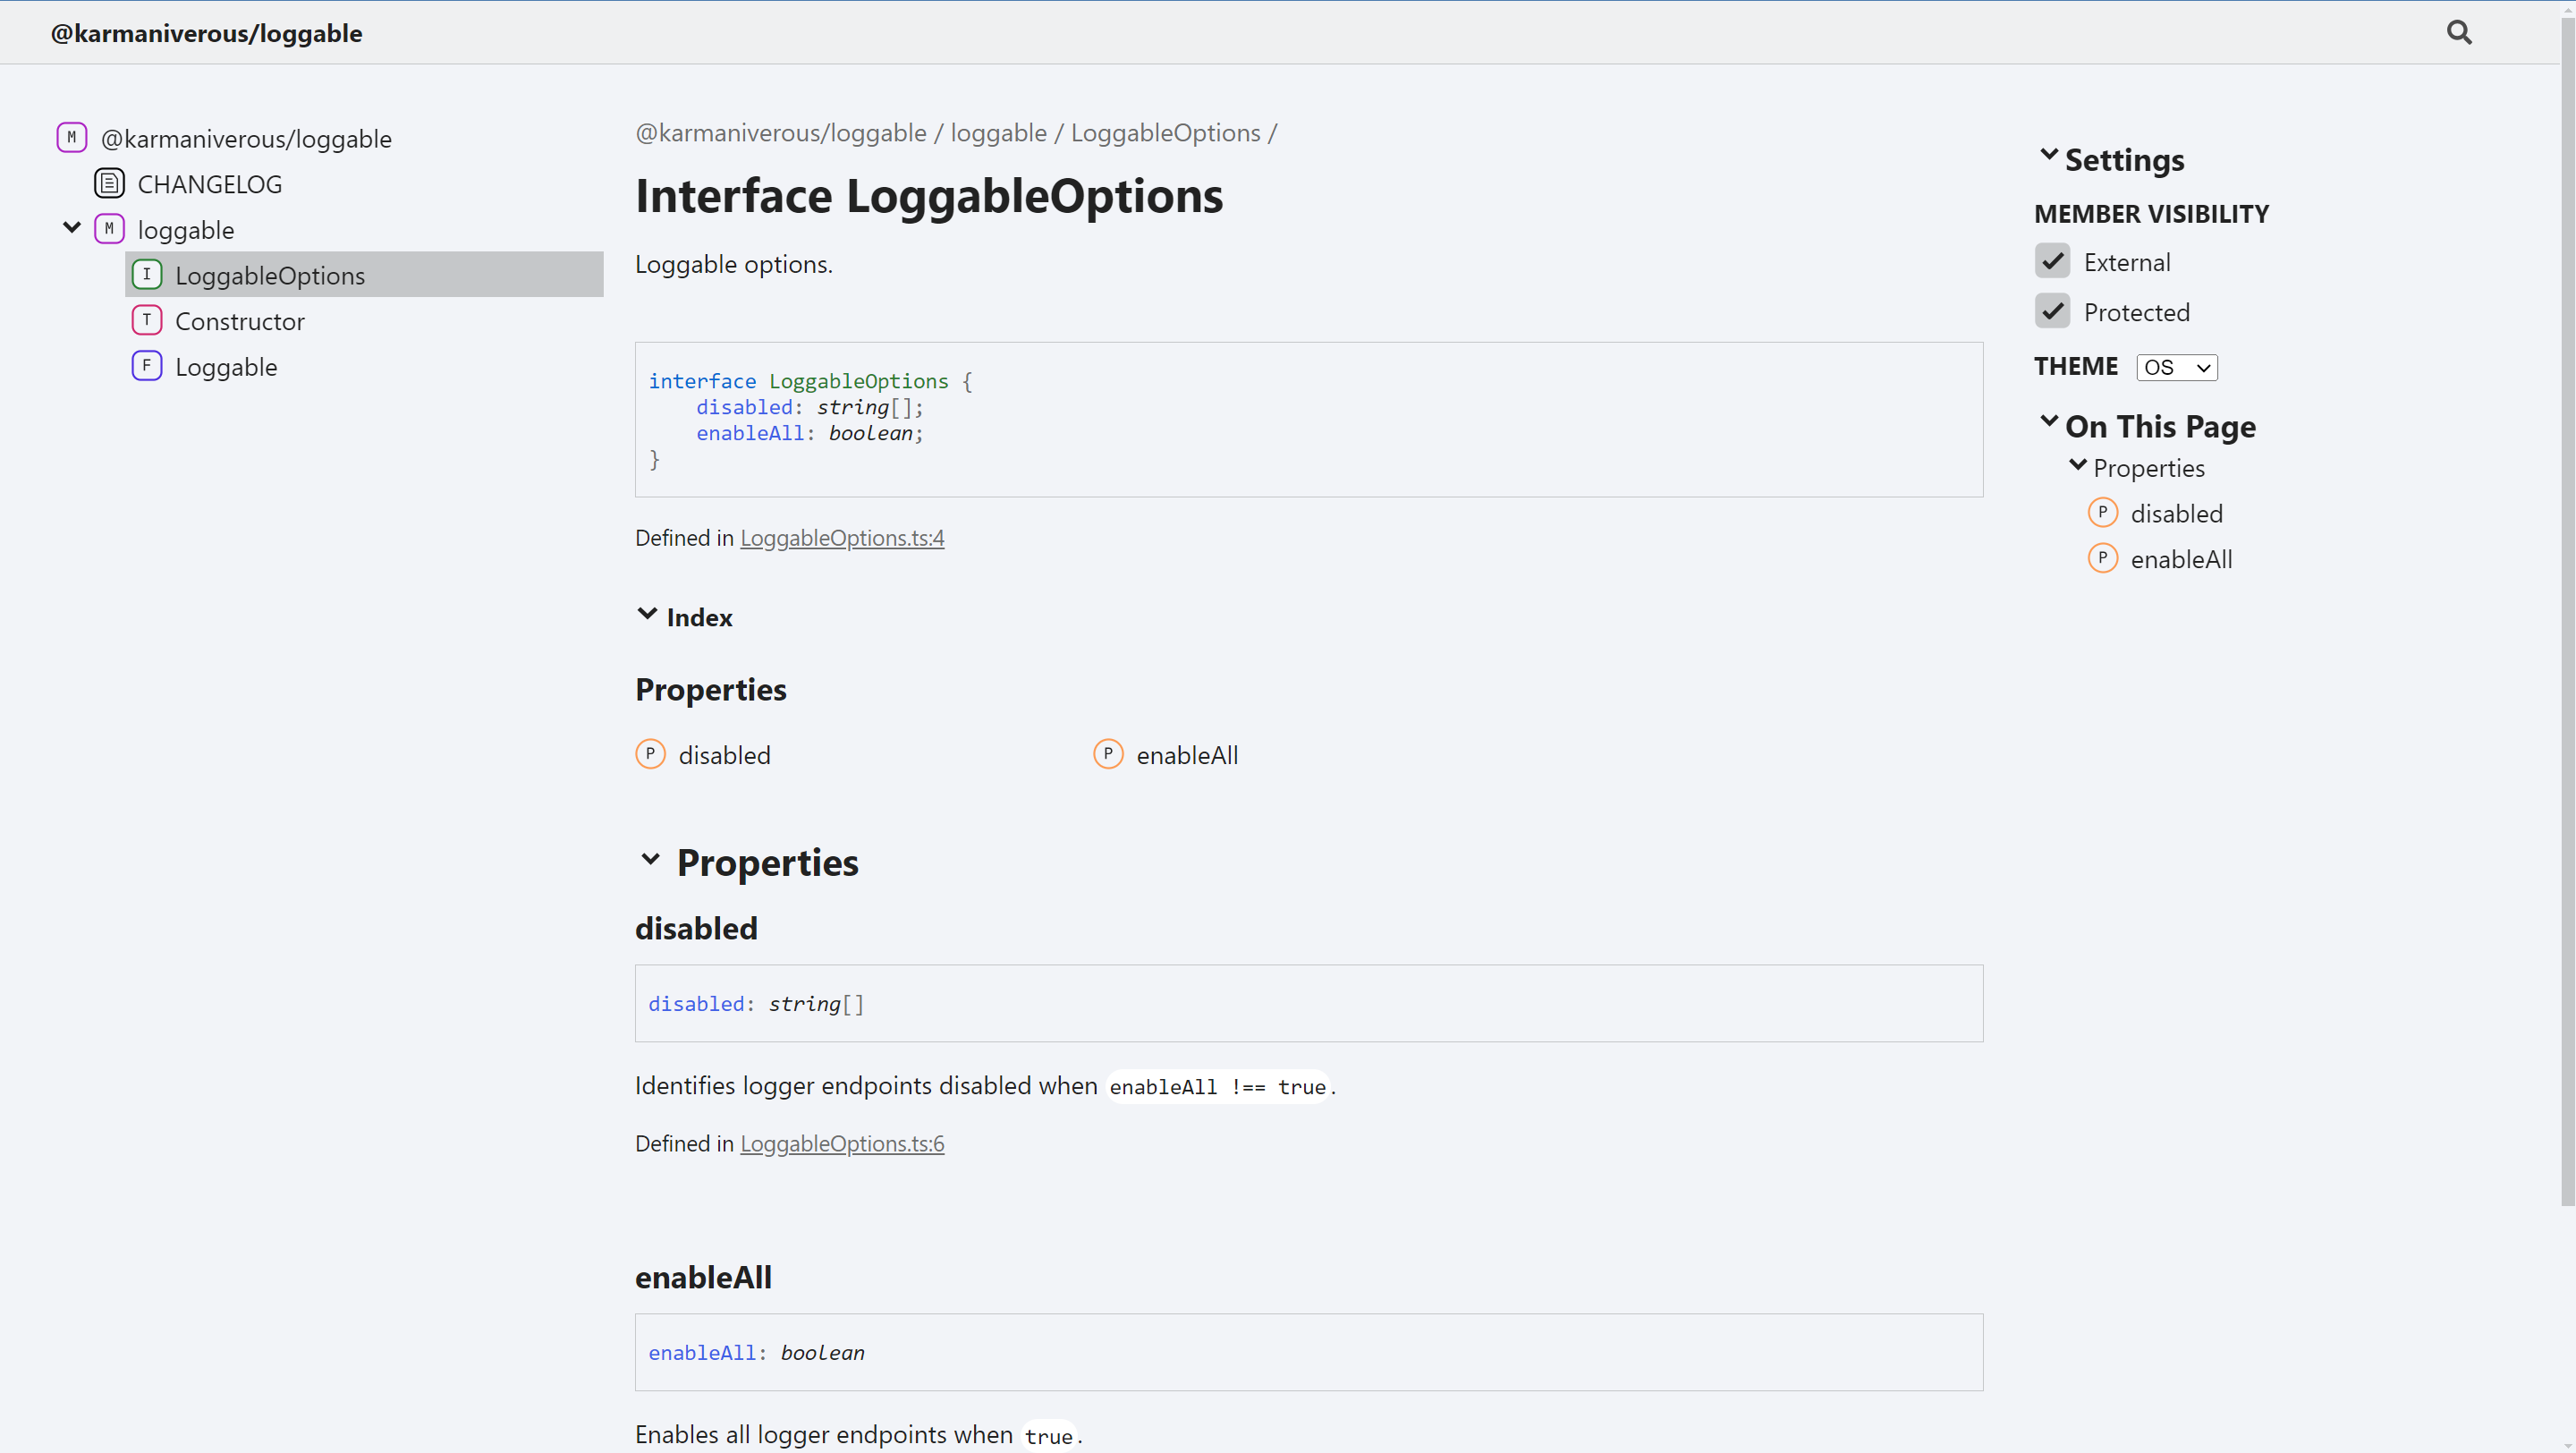 @karmaniverous/loggable
M @karmaniverous/loggable
CHANGELOG
M loggable
I LoggableOptions
T Constructor
F Loggable
@karmaniverous/loggable / loggable / LoggableOptions /
Interface LoggableOptions
Loggable options.
interface LoggableOptions {
    disabled: string[];
    enableAll: boolean;
}
Defined in LoggableOptions.ts:4
Index
Properties
P disabled P enableAll
Properties
disabled
disabled: string[]
Identifies logger endpoints disabled when enableAll !== true.
Defined in LoggableOptions.ts:6
enableAll
enableAll: boolean
Enables all logger endpoints when true.
Settings
MEMBER VISIBILITY
External
Protected
THEME OS
On This Page
Properties
P disabled
P enableAll